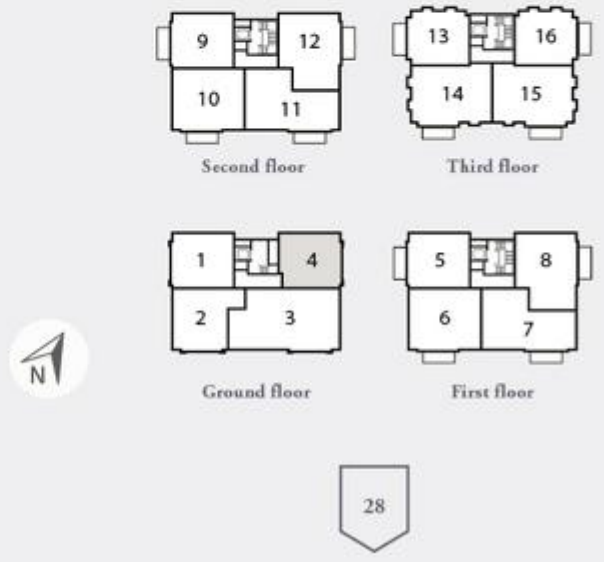 9 12
10 11
Second floor
13 16
14 15
Third floor
1 4
2 3
Ground floor
5 8
6 7
First floor
N
28